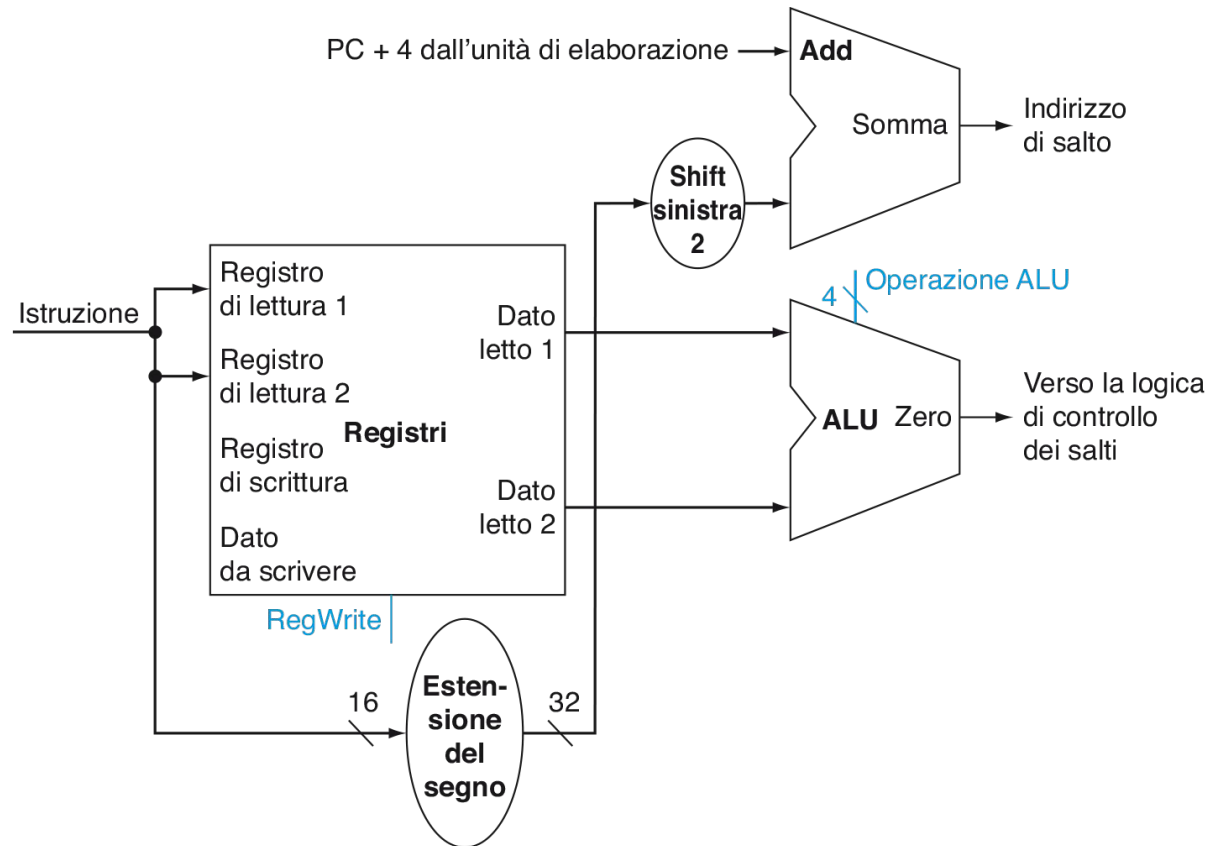 PC + 4 dall'unità di elaborazione
Add
Somma
Indirizzo
di salto
Shift
sinistra
2
Istruzione
Registro
di lettura 1
Registro
di lettura 2
Registri
Registro
di scrittura
Dato
da scrivere
Dato
letto 1
Dato
letto 2
RegWrite
4
Operazione ALU
ALU
Zero
Verso la logica
di controllo
dei salti
16
Esten-
sione
del
segno
32